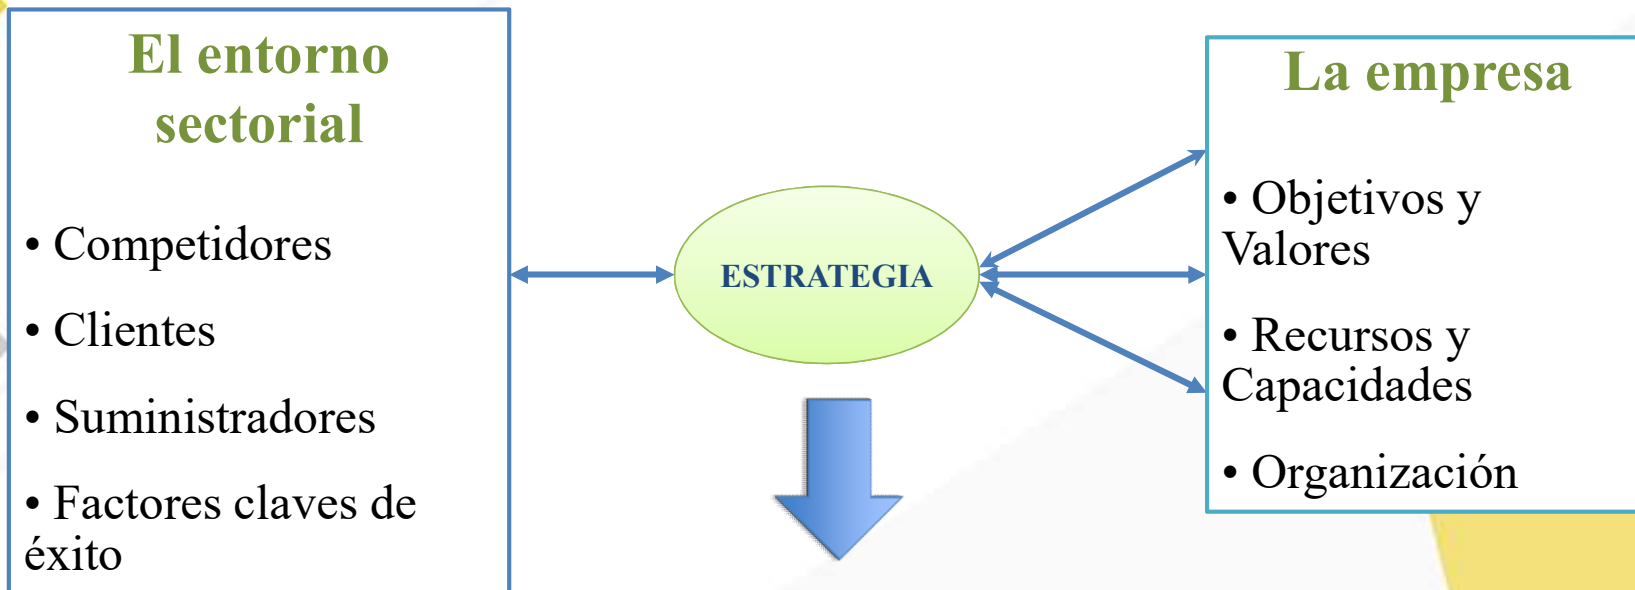 El entorno
sectorial
• Competidores
• Clientes
• Suministradores
• Factores claves de
éxito
ESTRATEGIA
La empresa
• Objetivos y
Valores
• Recursos y
Capacidades
• Organización